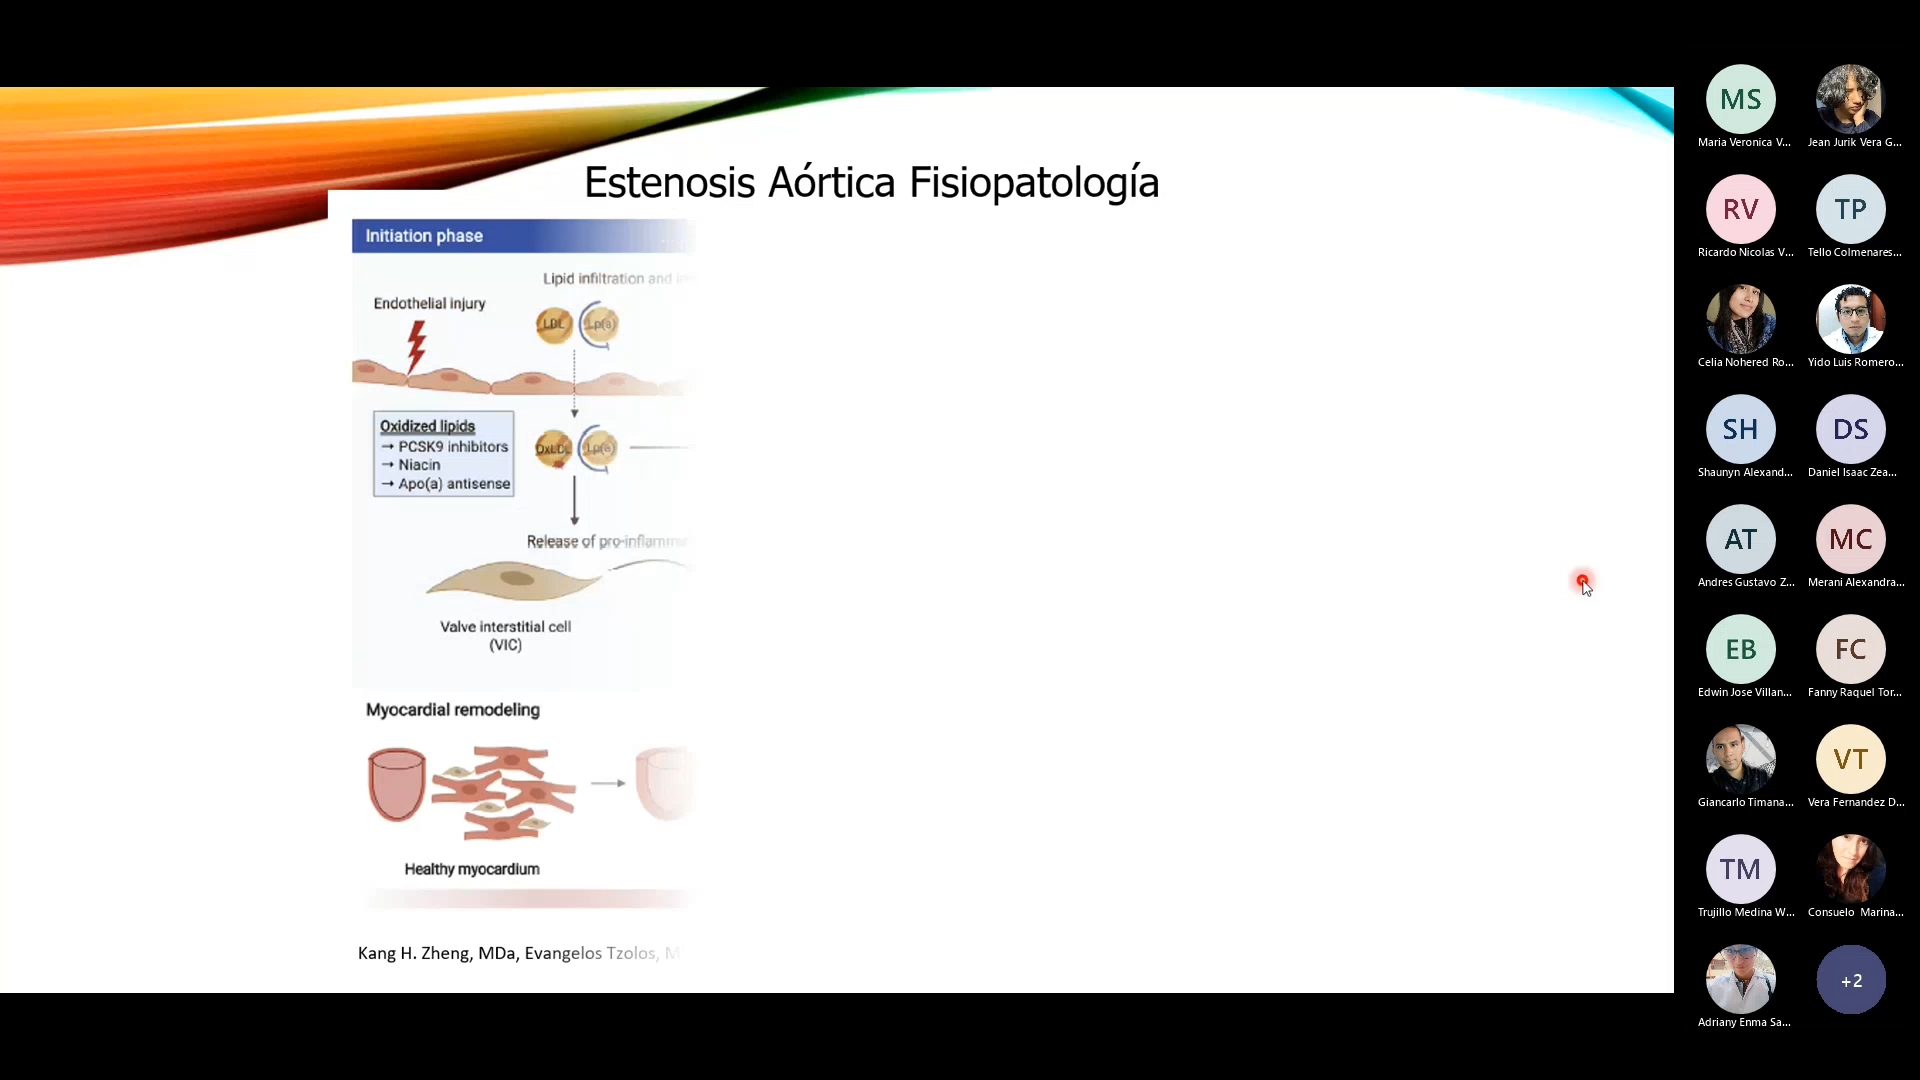 Estenosis Aórtica Fisiopatología
Initiation phase
Lipid infiltration and
Endothelial injury
LDL
Lp(a)
Oxidized lipids
→ PCSK9 inhibitors
→ Niacin
→ Apo(a) antisense
OxLDL
Lp(a)
Release of pro-inflamma
Valve interstitial cell
(VIC)
Myocardial remodeling
Healthy myocardium
Kang H. Zheng, MDa, Evangelos Tzolos, M
MS
Maria Veronica V...
Jean Jurik Vera G...
RV
Ricardo Nicolas V...
TP
Tello Colmenares...
Celia Nohered Ro...
Yido Luis Romero...
SH
Shaunyn Alexand...
DS
Daniel Isaac Zea...
AT
Andres Gustavo Z...
MC
Merani Alexandra...
EB
Edwin Jose Villan...
FC
Fanny Raquel Tor...
Giancarlo Timana...
VT
Vera Fernandez D...
TM
Trujillo Medina W...
Consuelo Marina...
Adriany Enma Sa...
+2